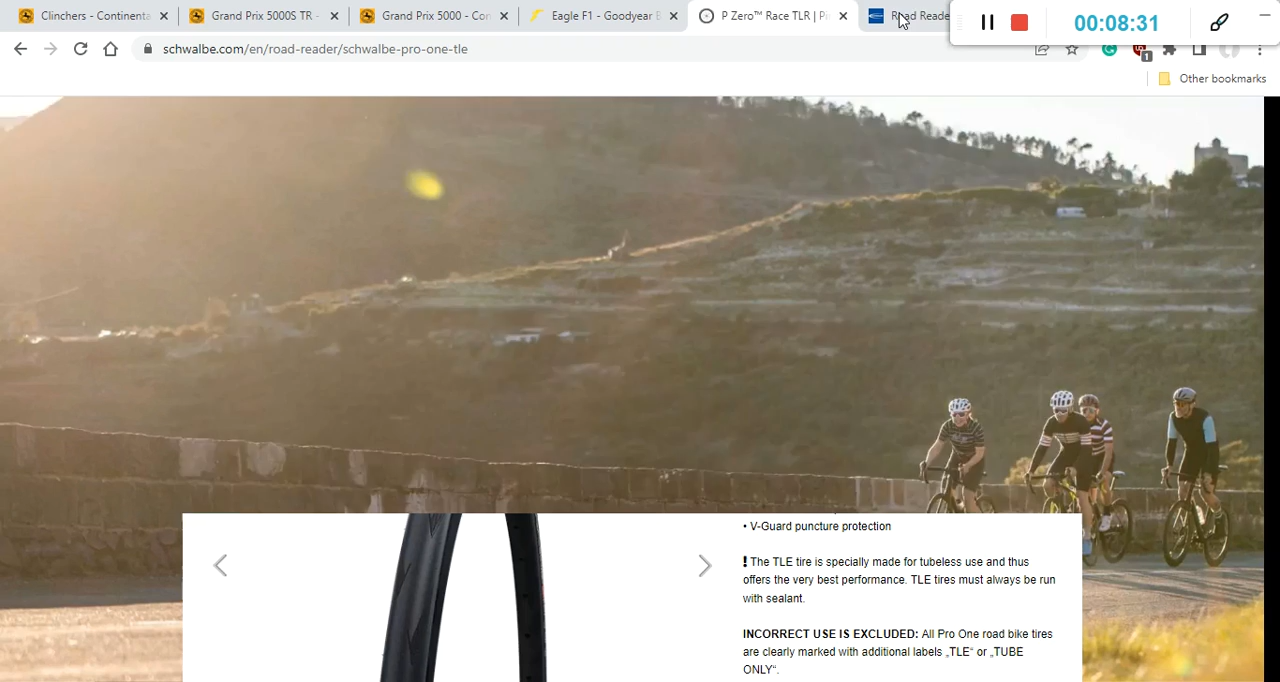 Clinchers - Continenta
Grand Prix 5000S TR -
Grand Prix 5000 - Con
Eagle F1 - Goodyear B
P Zero™ Race TLR | Pi
Road Reade
00:08:31
schwalbe.com/en/road-reader/schwalbe-pro-one-tle
1
Other bookmarks
• V-Guard puncture protection
! The TLE tire is specially made for tubeless use and thus
offers the very best performance. TLE tires must always be run
with sealant.
INCORRECT USE IS EXCLUDED: All Pro One road bike tires
are clearly marked with additional labels „TLE“ or „TUBE
ONLY“.